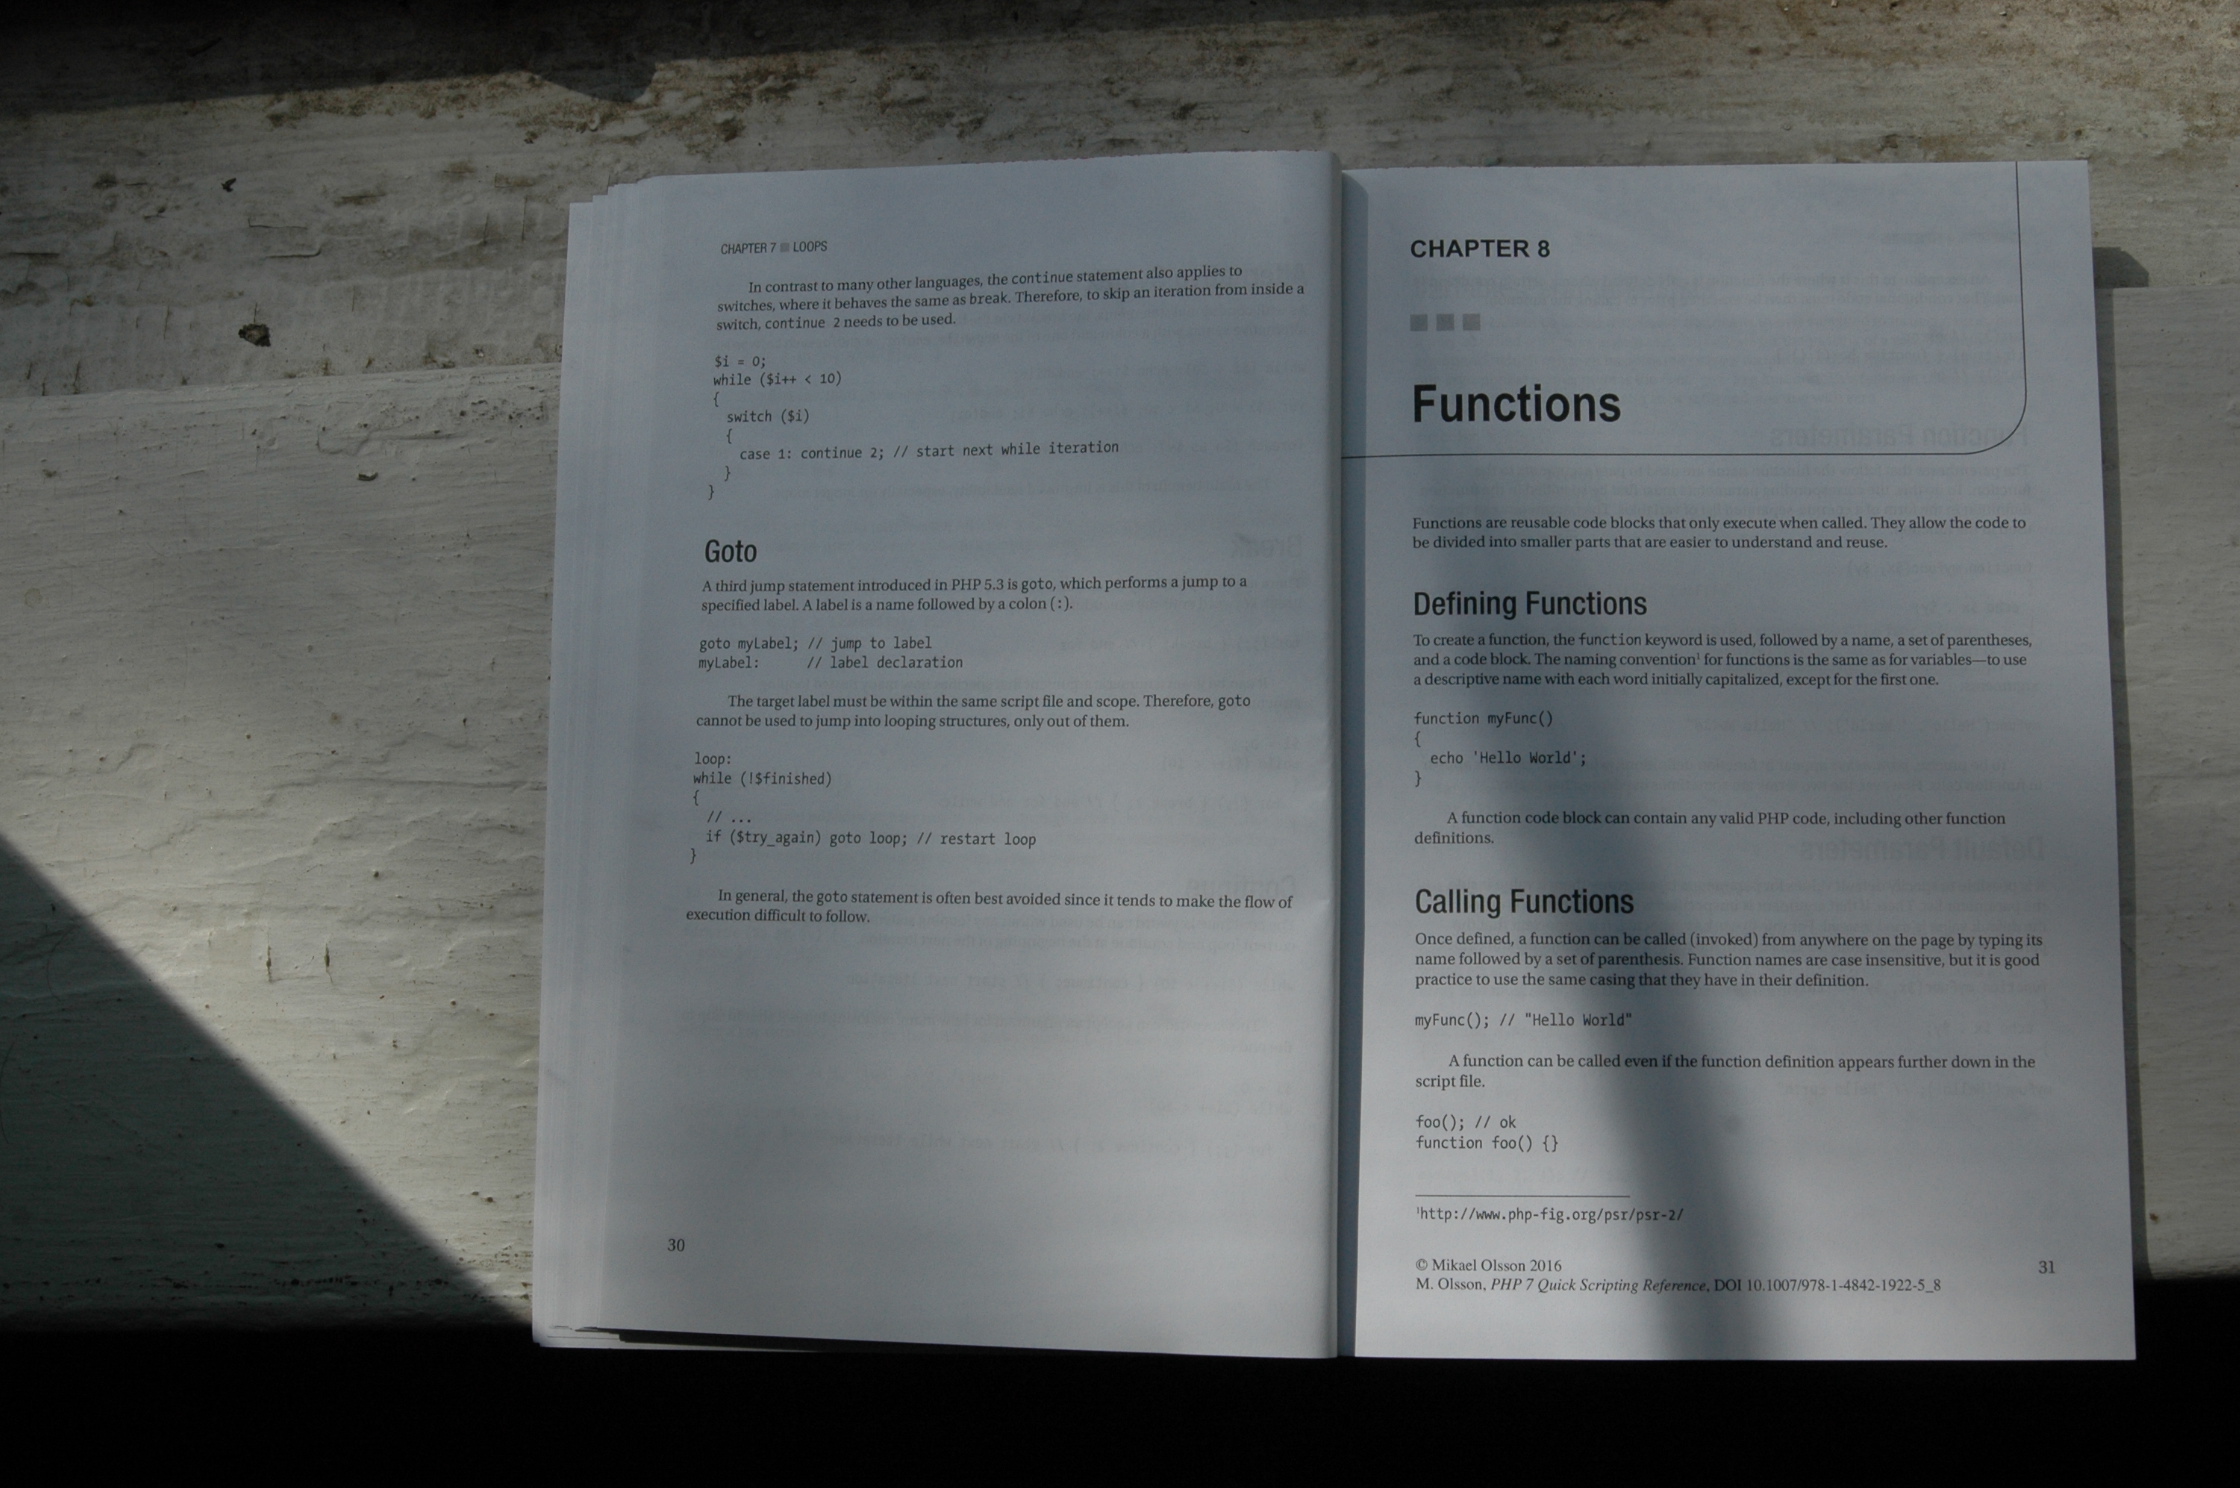 CHAPTER 7 ■ LOOPS
In contrast to many other languages, the continue statement also applies to
switches, where it behaves the same as break. Therefore, to skip an iteration from inside a
switch, continue 2 needs to be used.
$i = 0;
while ($i++ < 10)
{
switch ($i)
{
case 1: continue 2; // start next while iteration
}
}
Goto
A third jump statement introduced in PHP 5.3 is goto, which performs a jump to a
specified label. A label is a name followed by a colon (:).
goto myLabel; // jump to label
myLabel: // label declaration
The target label must be within the same script file and scope. Therefore, goto
cannot be used to jump into looping structures, only out of them.
loop:
while (!$finished)
{
// ...
if ($try_again) goto loop; // restart loop
}
In general, the goto statement is often best avoided since it tends to make the flow of
execution difficult to follow.
30
CHAPTER 8
Functions
Functions are reusable code blocks that only execute when called. They allow the code to
be divided into smaller parts that are easier to understand and reuse.
Defining Functions
To create a function, the function keyword is used, followed by a name, a set of parentheses,
and a code block. The naming convention¹ for functions is the same as for variables—to use
a descriptive name with each word initially capitalized, except for the first one.
function myFunc()
{
echo 'Hello World';
}
A function code block can contain any valid PHP code, including other function
definitions.
Calling Functions
Once defined, a function can be called (invoked) from anywhere on the page by typing its
name followed by a set of parenthesis. Function names are case insensitive, but it is good
practice to use the same casing that they have in their definition.
myFunc(); // "Hello World"
A function can be called even if the function definition appears further down in the
script file.
foo(); // ok
function foo() {}
¹http://www.php-fig.org/psr/psr-2/
© Mikael Olsson 2016
M. Olsson, PHP 7 Quick Scripting Reference, DOI 10.1007/978-1-4842-1922-5_8
31